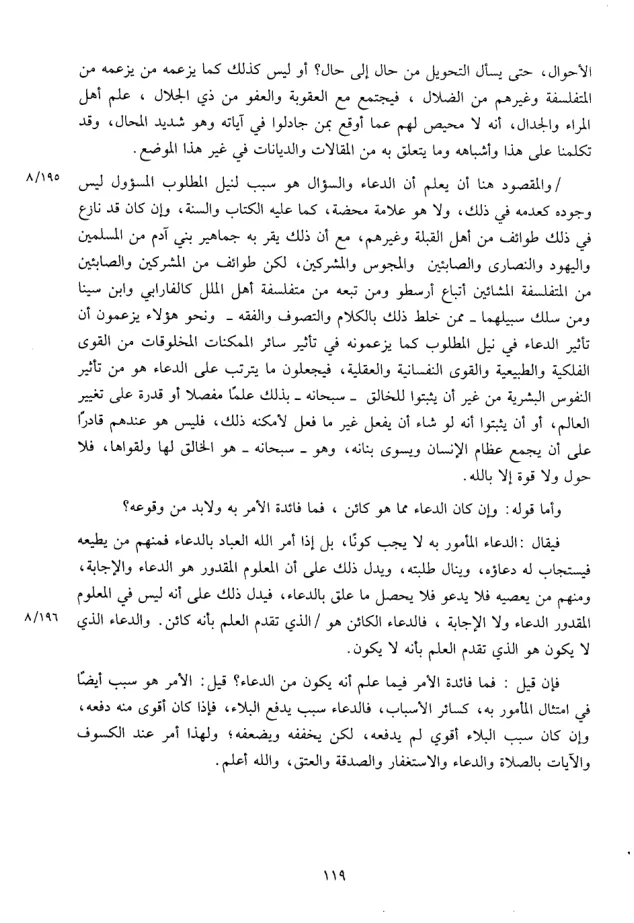 الأحوال، حتى يسأل التحويل من حال إلى حال؟ أو ليس كذلك كما يزعمه من يزعمه من
المتفلسفة وغيرهم من الضلال ، فيجتمع مع العقوبة والعفو من ذي الجلال ، علم أهل
المراء والجدال، أنه لا محيص لهم عما أوقع بمن جادلوا في آياته وهو شديد المحال، وقد
تكلمنا على هذا وأشباهه وما يتعلق به من المقالات والديانات في غير هذا الموضع.
/ والمقصود هنا أن يعلم أن الدعاء والسؤال هو سبب لنيل المطلوب المسؤول ليس
٨/١٩٥
وجوده كعدمه في ذلك، ولا هو علامة محضة، كما عليه الكتاب والسنة، وإن كان قد نازع
في ذلك طوائف من أهل القبلة وغيرهم، مع أن ذلك يقر به جماهير بني آدم من المسلمين
واليهود والنصارى والصابئين والمجوس والمشركين، لكن طوائف من المشركين والصابئين
من المتفلسفة المشائين أتباع أرسطو ومن تبعه من متفلسفة أهل الملل كالفارابي وابن سينا
ومن سلك سبيلهما ـ ممن خلط ذلك بالكلام والتصوف والفقه ـ ونحو هؤلاء يزعمون أن
تأثير الدعاء في نيل المطلوب كما يزعمونه في تأثير سائر الممكنات المخلوقات من القوى
الفلكية والطبيعية والقوى النفسانية والعقلية، فيجعلون ما يترتب على الدعاء هو من تأثير
النفوس البشرية من غير أن يثبتوا للخالق ـ سبحانه ـ بذلك علمًا مفصلا أو قدرة على تغيير
العالم، أو أن يثبتوا أنه لو شاء أن يفعل غير ما فعل لأمكنه ذلك، فليس هو عندهم قادرًا
على أن يجمع عظام الإنسان ويسوى بنانه، وهو ـ سبحانه ـ هو الخالق لها ولقواها، فلا
حول ولا قوة إلا بالله.
وأما قوله: وإن كان الدعاء مما هو كائن ، فما فائدة الأمر به ولابد من وقوعه؟
فيقال :الدعاء المأمور به لا يجب كونًا، بل إذا أمر الله العباد بالدعاء فمنهم من يطيعه
فيستجاب له دعاؤه، وينال طلبته، ويدل ذلك على أن المعلوم المقدور هو الدعاء والإجابة،
ومنهم من يعصيه فلا يدعو فلا يحصل ما علق بالدعاء، فيدل ذلك على أنه ليس في المعلوم
المقدور الدعاء ولا الإجابة ، فالدعاء الكائن هو / الذي تقدم العلم بأنه كائن. والدعاء الذي
٨/١٩٦
لا يكون هو الذي تقدم العلم بأنه لا يكون.
فإن قيل : فما فائدة الأمر فيما علم أنه يكون من الدعاء؟ قيل: الأمر هو سبب أيضًا
في امتثال المأمور به، كسائر الأسباب، فالدعاء سبب يدفع البلاء، فإذا كان أقوى منه دفعه،
وإن كان سبب البلاء أقوي لم يدفعه، لكن يخففه ويضعفه؛ ولهذا أمر عند الكسوف
والآيات بالصلاة والدعاء والاستغفار والصدقة والعتق، والله أعلم.
١١٩